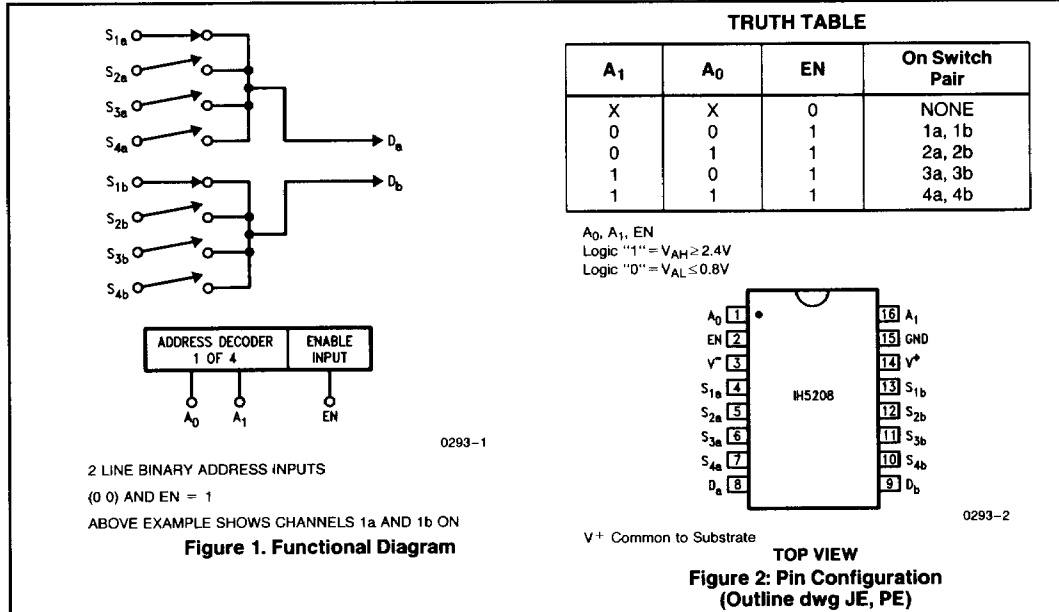 S1a
S2a
S3a
S4a
Da
S1b
Db
S2b
S3b
S4b
ADDRESS DECODER
1 OF 4
ENABLE
INPUT
A0
A1
EN
0293-1
2 LINE BINARY ADDRESS INPUTS
(0 0) AND EN = 1
ABOVE EXAMPLE SHOWS CHANNELS 1a AND 1b ON
Figure 1. Functional Diagram
TRUTH TABLE
A1 A0 EN On Switch
Pair
X X 0 NONE
0 0 1 1a, 1b
0 1 1 2a, 2b
1 0 1 3a, 3b
1 1 1 4a, 4b
A0, A1, EN
Logic "1" = VAH ≥ 2.4V
Logic "0" = VAL ≤ 0.8V
A0 1 16 A1
EN 2 15 GND
V- 3 14 V+
S1a 4 13 S1b
IH5208
S2a 5 12 S2b
S3a 6 11 S3b
S4a 7 10 S4b
Da 8 9 Db
0293-2
V+ Common to Substrate
TOP VIEW
Figure 2: Pin Configuration
(Outline dwg JE, PE)